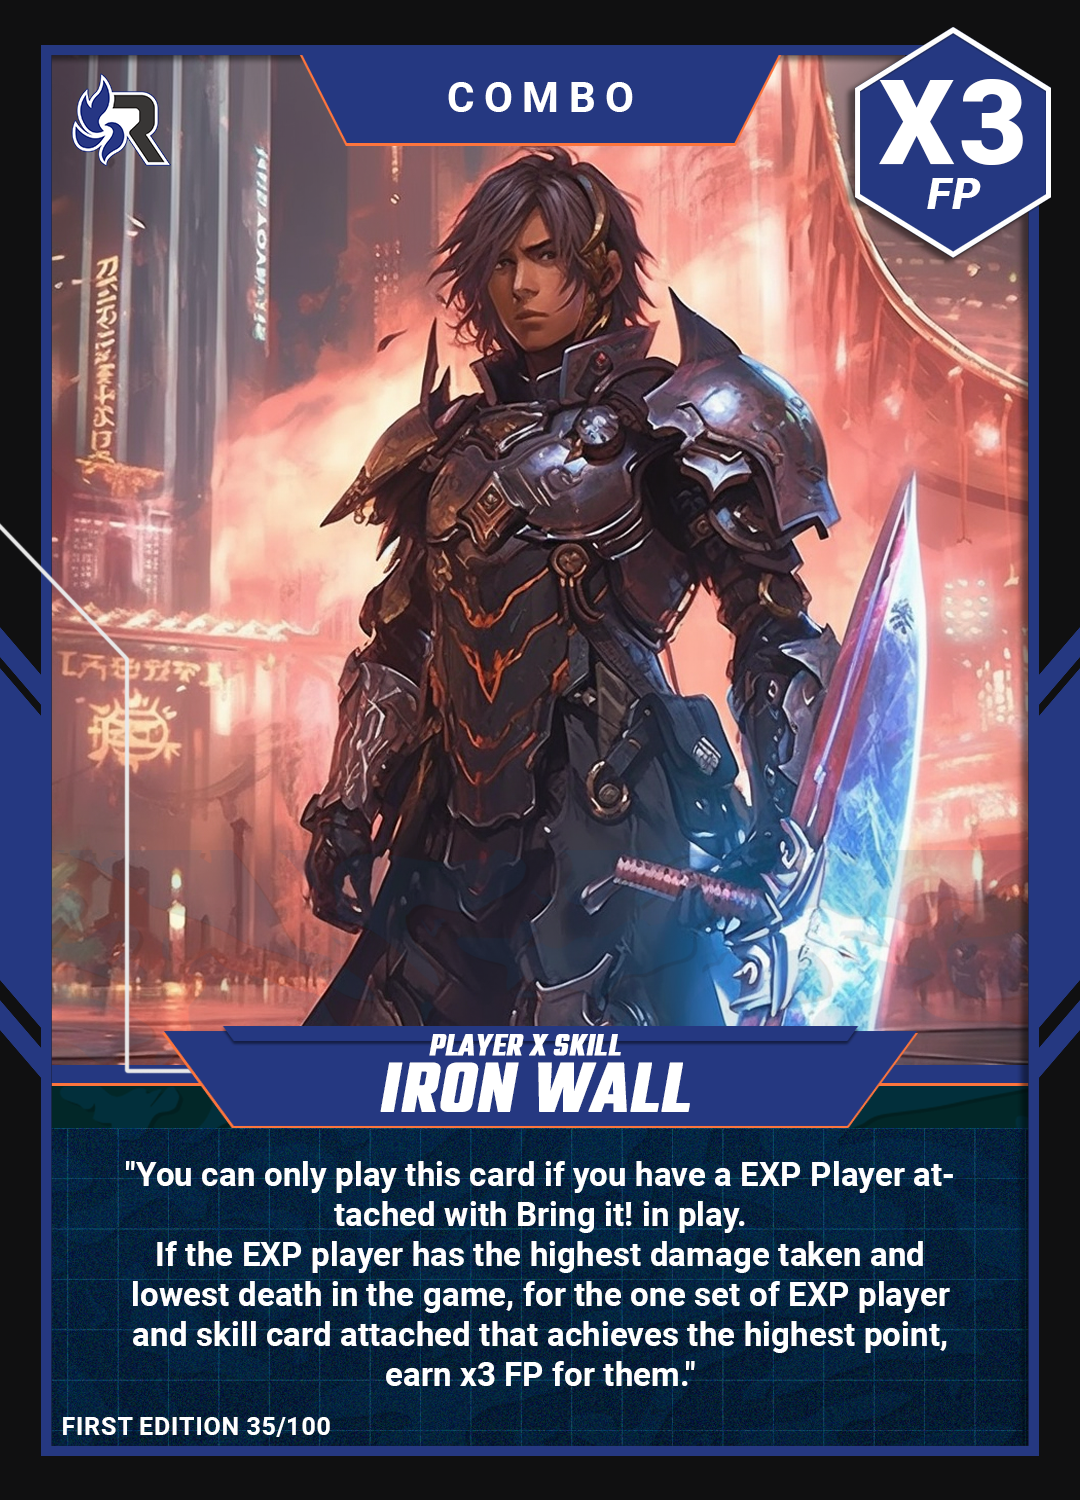 COMBO
X3
FP
R
PLAYER X SKILL
IRON WALL
"You can only play this card if you have a EXP Player at-
tached with Bring it! in play.
If the EXP player has the highest damage taken and
lowest death in the game, for the one set of EXP player
and skill card attached that achieves the highest point,
earn x3 FP for them."
FIRST EDITION 35/100